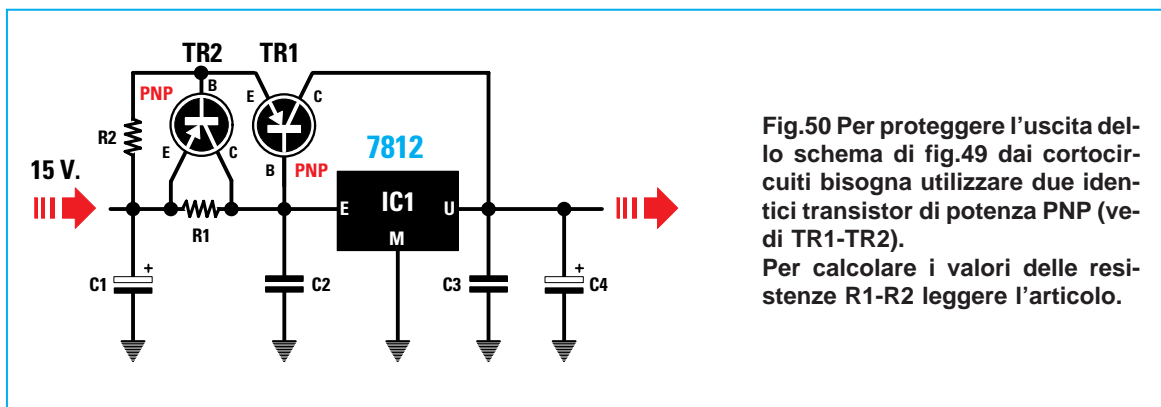 TR2 TR1
B
E C
PNP
R2
E C
B PNP
7812
15 V.
R1
E IC1 U
M
C1 + C2 C3 + C4
Fig.50 Per proteggere l'uscita del-
lo schema di fig.49 dai cortocir-
cuiti bisogna utilizzare due iden-
tici transistor di potenza PNP (ve-
di TR1-TR2).
Per calcolare i valori delle resi-
stenze R1-R2 leggere l'articolo.